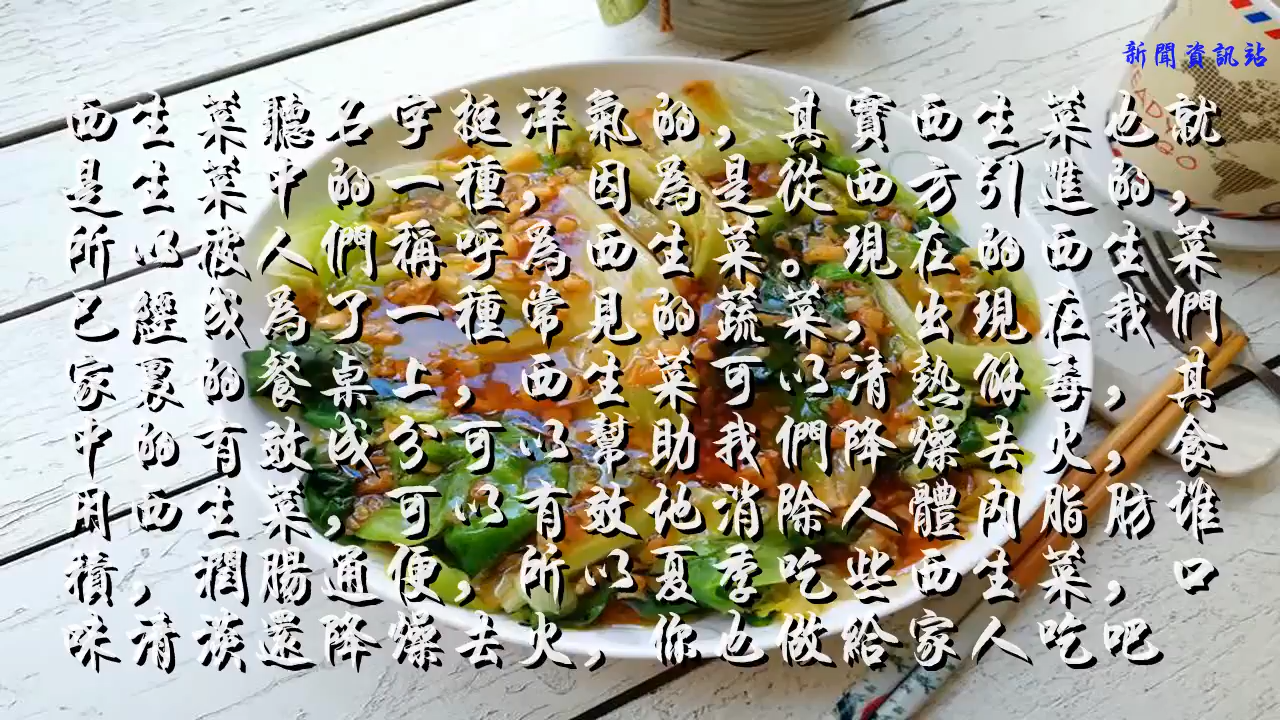 新聞資訊站
西生菜聽名字挺洋氣的，其實西生菜也就
是生菜中的一種，因為是從西方引進的，
所以被人們稱呼為西生菜。現在的西生菜
已經成為了一種常見的蔬菜，出現在我們
家裏的餐桌上，西生菜可以清熱解毒，其
中的有效成分可以幫助我們降燥去火，食
用西生菜，可以有效地消除人體內脂肪堆
積，潤腸通便，所以夏季吃些西生菜，口
味清淡還降燥去火，你也做給家人吃吧